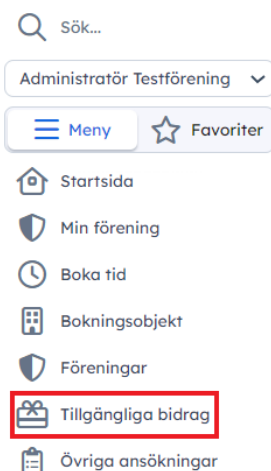 Sök...
Administratör Testförening
Meny
Favoriter
Startsida
Min förening
Boka tid
Bokningsobjekt
Föreningar
Tillgängliga bidrag
Övriga ansökningar